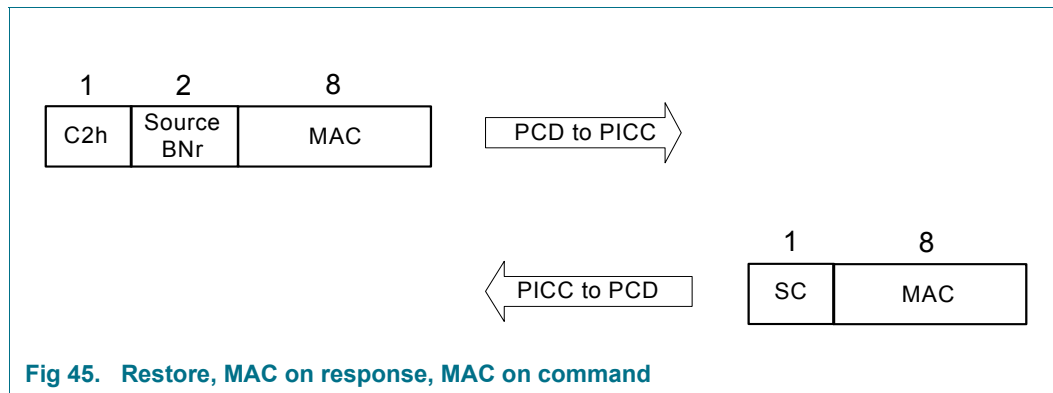 1 2 8
C2h Source BNr MAC
PCD to PICC
1 8
PICC to PCD
SC MAC
Fig 45. Restore, MAC on response, MAC on command